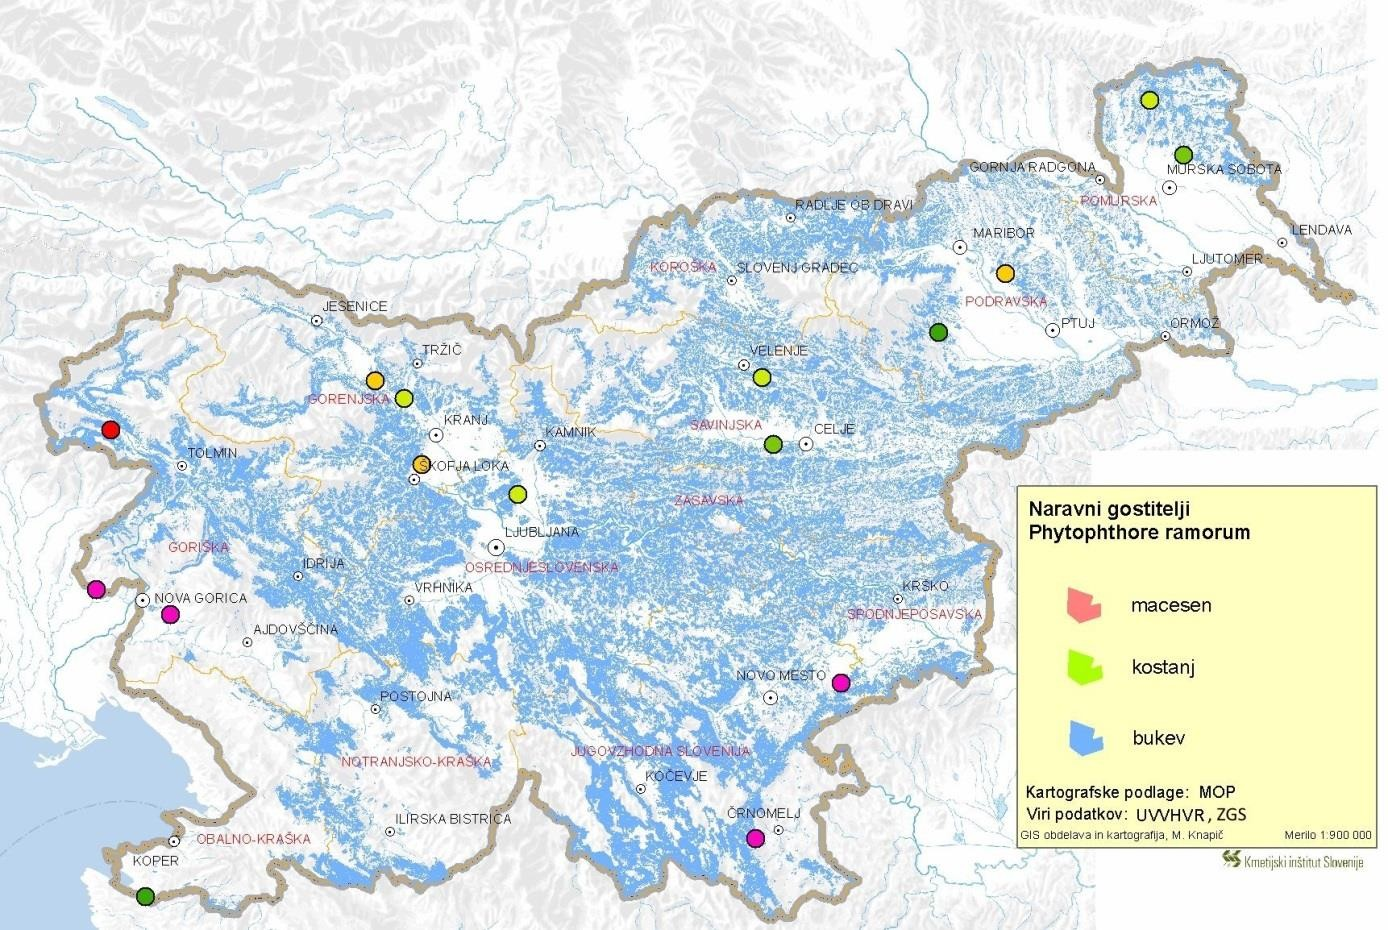 GORNJA RADGONA
MURSKA SOBOTA
POMURSKA
RADLJE OB DRAVI
MARIBOR
LENDAVA
LJUTOMER
KOROŠKA
SLOVENJ GRADEC
PODRAVSKA
JESENICE
PTUJ
ORMOŽ
TRŽIČ
VELENJE
GORENJSKA
KRANJ
KAMNIK
SAVINJSKA
CELJE
TOLMIN
ŠKOFJA LOKA
ZASAVSKA
LJUBLJANA
GORIŠKA
IDRIJA
OSREDNJESLOVENSKA
VRHNIKA
KRŠKO
NOVA GORICA
SPODNJEPOSAVSKA
AJDOVŠČINA
NOVO MESTO
POSTOJNA
JUGOVZHODNA SLOVENIJA
NOTRANJSKO-KRAŠKA
KOČEVJE
ČRNOMELJ
ILIRSKA BISTRICA
OBALNO-KRAŠKA
KOPER
Naravni gostitelji
Phytophthore ramorum
macesen
kostanj
bukev
Kartografske podlage: MOP
Viri podatkov: UVVHVR, ZGS
GIS obdelava in kartografija, M. Knapič Merilo 1:900 000
Kmetijski inštitut Slovenije